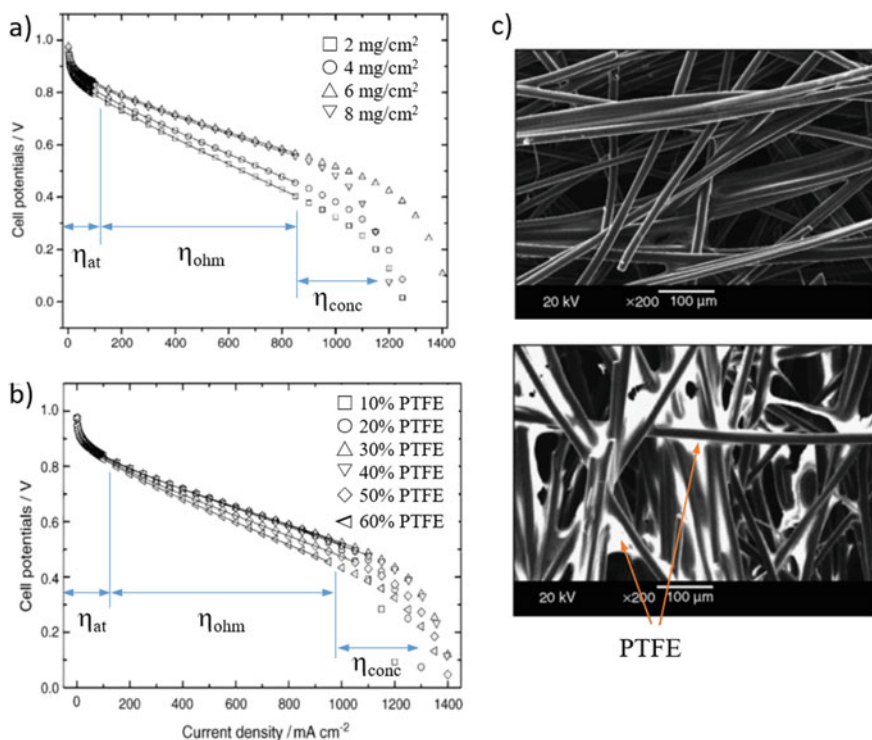 a)
1.0
0.8
0.6
0.4
0.2
0.0
Cell potentials / V
2 mg/cm²
4 mg/cm²
6 mg/cm²
8 mg/cm²
ηat
ηohm
ηconc
0 200 400 600 800 1000 1200 1400
b)
1.0
0.8
0.6
0.4
0.2
0.0
Cell potentials / V
10% PTFE
20% PTFE
30% PTFE
40% PTFE
50% PTFE
60% PTFE
ηat
ηohm
ηconc
0 200 400 600 800 1000 1200 1400
Current density / mA cm⁻²
c)
20 kV ×200 100 µm
20 kV ×200 100 µm
PTFE